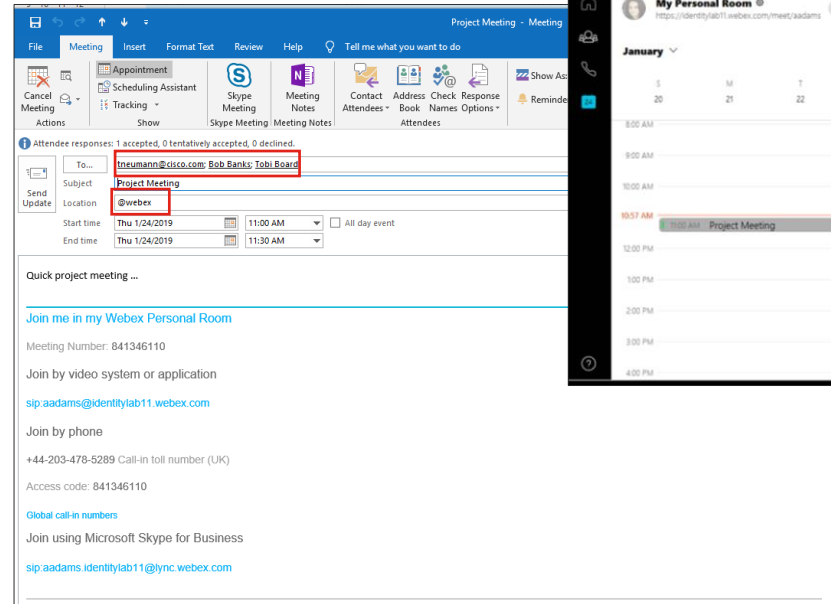 9 10 11 12
Project Meeting - Meeting
File Meeting Insert Format Text Review Help Tell me what you want to do
Cancel Meeting
Appointment
Scheduling Assistant
Tracking
Skype Meeting
Meeting Notes
Contact Attendees
Address Book
Check Names
Response Options
Show As:
Reminde
Actions Show Skype Meeting Meeting Notes Attendees
Attendee responses: 1 accepted, 0 tentatively accepted, 0 declined.
To... tneumann@cisco.com; Bob Banks; Tobi Board
Send Update
Subject Project Meeting
Location @webex
Start time Thu 1/24/2019 11:00 AM All day event
End time Thu 1/24/2019 11:30 AM
Quick project meeting ...
Join me in my Webex Personal Room
Meeting Number: 841346110
Join by video system or application
sip:aadams@identitylab11.webex.com
Join by phone
+44-203-478-5289 Call-in toll number (UK)
Access code: 841346110
Global call-in numbers
Join using Microsoft Skype for Business
sip:aadams.identitylab11@lync.webex.com
My Personal Room
https://identitylab11.webex.com/meet/aadams
January
S M T
20 21 22
24
8:00 AM
9:00 AM
10:00 AM
10:57 AM
11:00 AM Project Meeting
12:00 PM
1:00 PM
2:00 PM
3:00 PM
4:00 PM